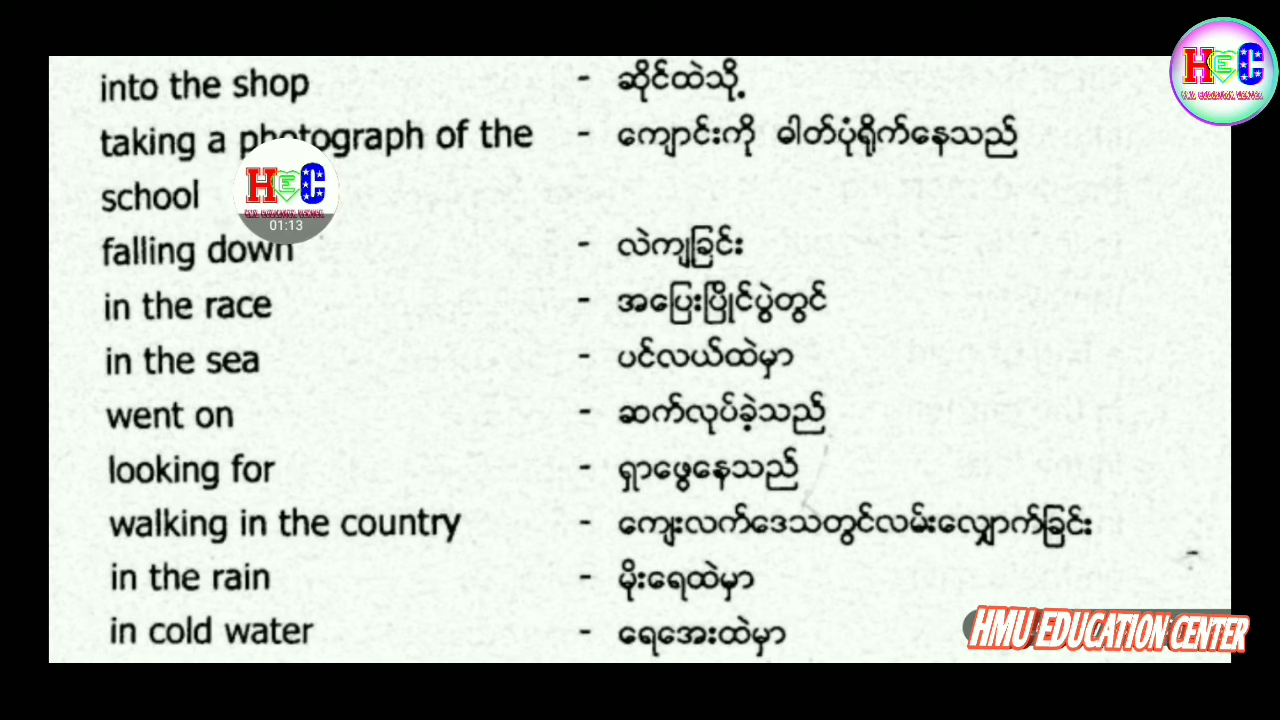 into the shop - ဆိုင်ထဲသို့
taking a photograph of the - ကျောင်းကို ဓါတ်ပုံရိုက်နေသည်
school
falling down - လဲကျခြင်း
in the race - အပြေးပြိုင်ပွဲတွင်
in the sea - ပင်လယ်ထဲမှာ
went on - ဆက်လုပ်ခဲ့သည်
looking for - ရှာဖွေနေသည်
walking in the country - ကျေးလက်ဒေသတွင်လမ်းလျှောက်ခြင်း
in the rain - မိုးရေထဲမှာ
in cold water - ရေအေးထဲမှာ
HEC
HEC
01:13
HMU EDUCATION CENTER